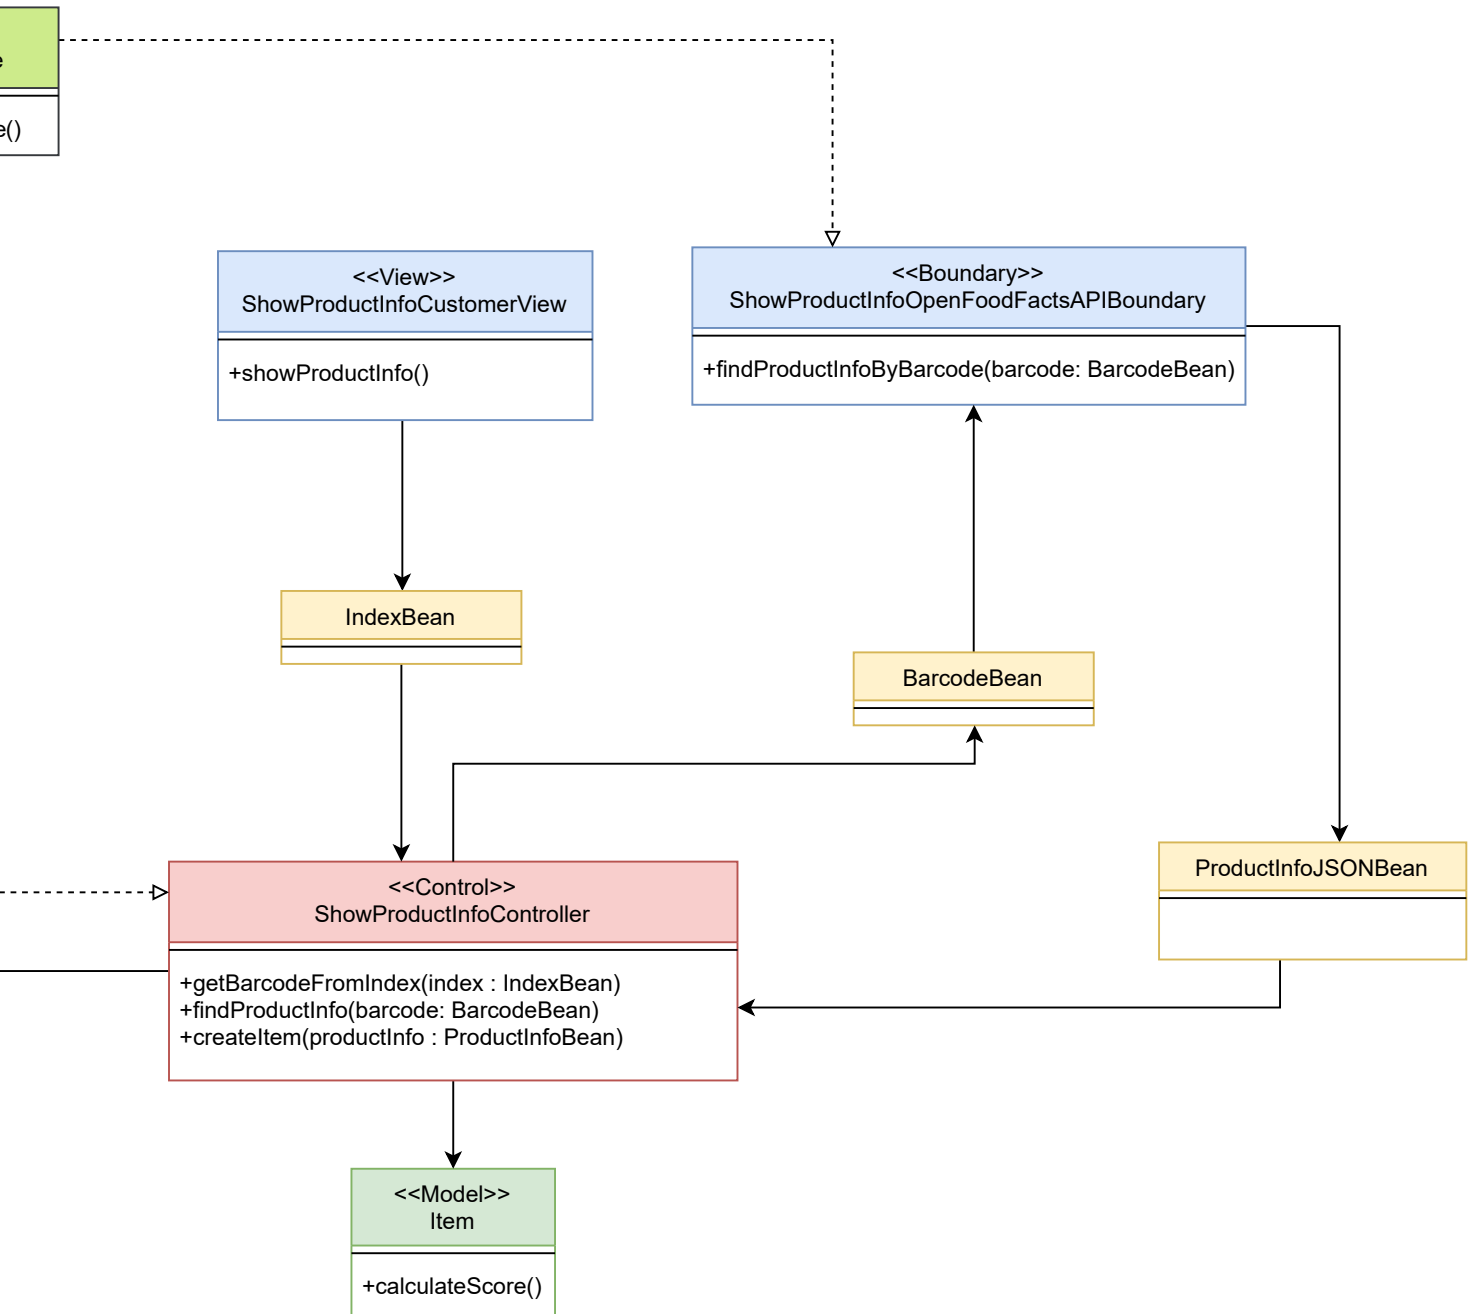 e()
<<View>>
ShowProductInfoCustomerView
+showProductInfo()
<<Boundary>>
ShowProductInfoOpenFoodFactsAPIBoundary
+findProductInfoByBarcode(barcode: BarcodeBean)
IndexBean
BarcodeBean
ProductInfoJSONBean
<<Control>>
ShowProductInfoController
+getBarcodeFromIndex(index : IndexBean)
+findProductInfo(barcode: BarcodeBean)
+createItem(productInfo : ProductInfoBean)
<<Model>>
Item
+calculateScore()